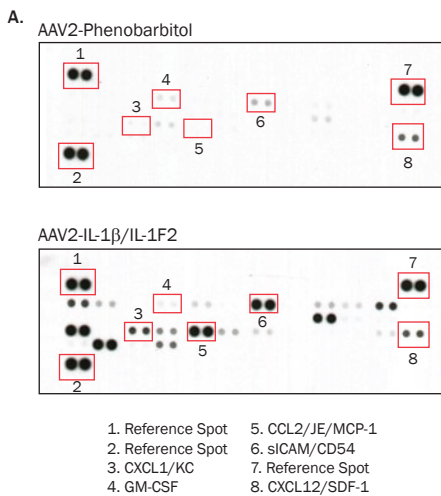 A.
AAV2-Phenobarbitol
1
4
7
3
6
5
2
8
AAV2-IL-1β/IL-1F2
1
4
7
3
6
5
2
8
1. Reference Spot
2. Reference Spot
3. CXCL1/KC
4. GM-CSF
5. CCL2/JE/MCP-1
6. sICAM/CD54
7. Reference Spot
8. CXCL12/SDF-1